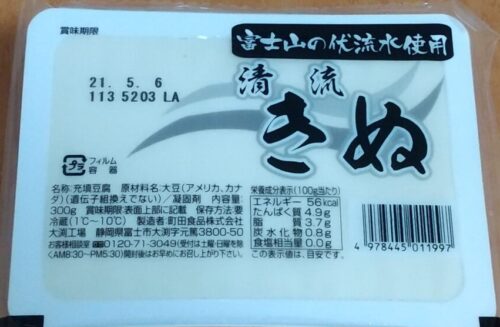 賞味期限
富士山の伏流水使用
21. 5. 6
113 5203 LA
清流
きぬ
プラ
フィルム
容器
名称:充填豆腐 原材料名:大豆(アメリカ、カナ
ダ)(遺伝子組換えでない)/凝固剤 内容量:
300g 賞味期限:表面上部に記載 保存方法:要
冷蔵(1℃~10℃) 製造者:町田食品株式会社
大渕工場 静岡県富士市大渕字元篤3800-50
お客様相談室 0120-71-3049(受付は土・日曜を除く
AM8:30~PM5:30)開封後はお早めにお召し上がり下さい。
栄養成分表示(100g当たり)
エネルギー 56kcal
たんぱく質 4.9g
脂質 3.7g
炭水化物 0.8g
食塩相当量 0.0g
この表示値は、目安です。
4 978445 011997